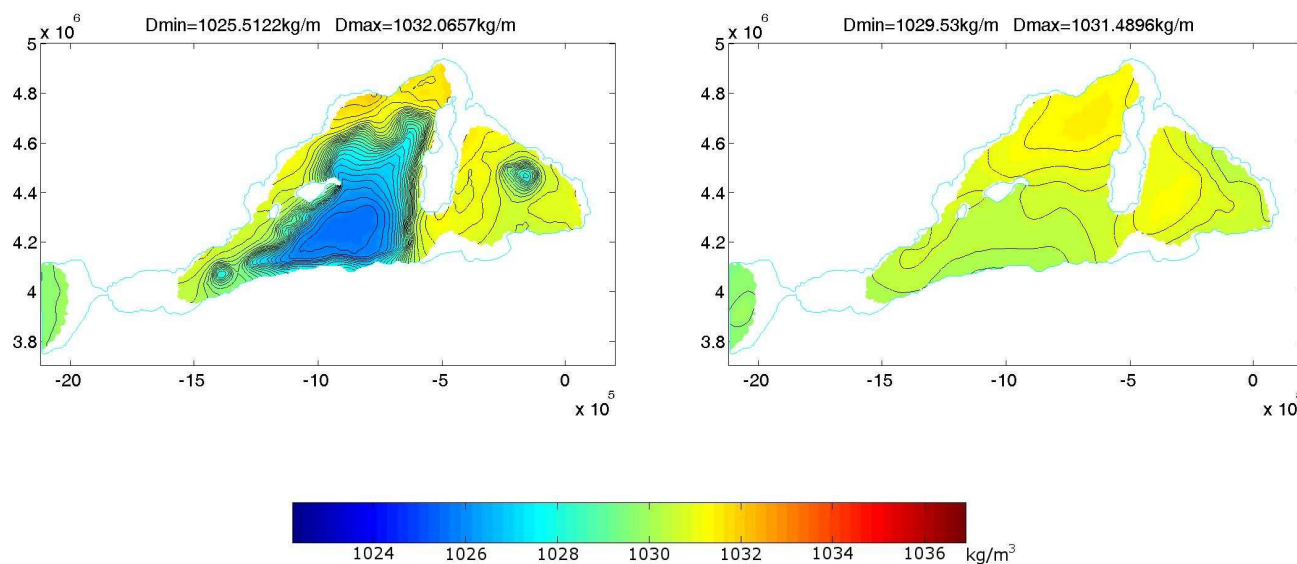 Dmin=1025.5122kg/m Dmax=1032.0657kg/m
x 10^6
5
4.8
4.6
4.4
4.2
4
3.8
-20 -15 -10 -5 0
x 10^5
Dmin=1029.53kg/m Dmax=1031.4896kg/m
x 10^6
5
4.8
4.6
4.4
4.2
4
3.8
-20 -15 -10 -5 0
x 10
1024 1026 1028 1030 1032 1034 1036 kg/m³